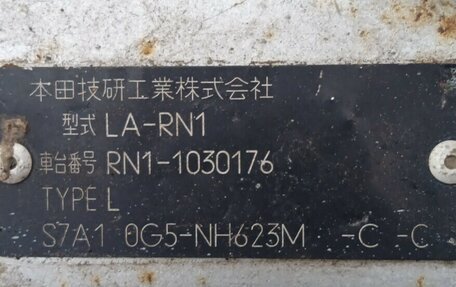 本田技研工業株式会社
型式 LA-RN1
車台番号 RN1-1030176
TYPE L
S7A1 0G5-NH623M -C -C